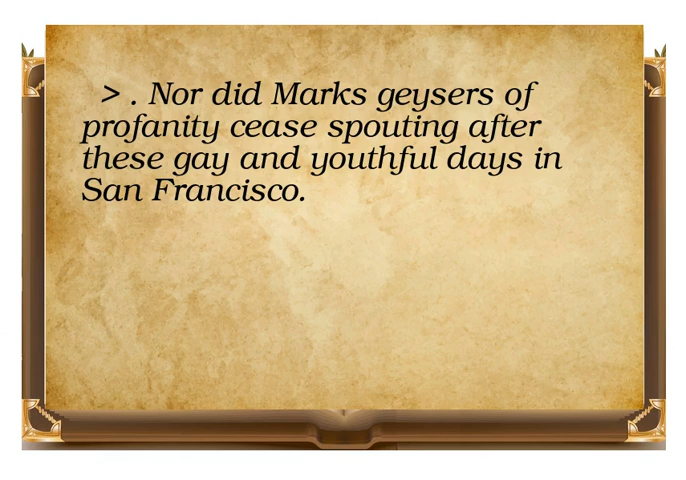 > . Nor did Marks geysers of
profanity cease spouting after
these gay and youthful days in
San Francisco.